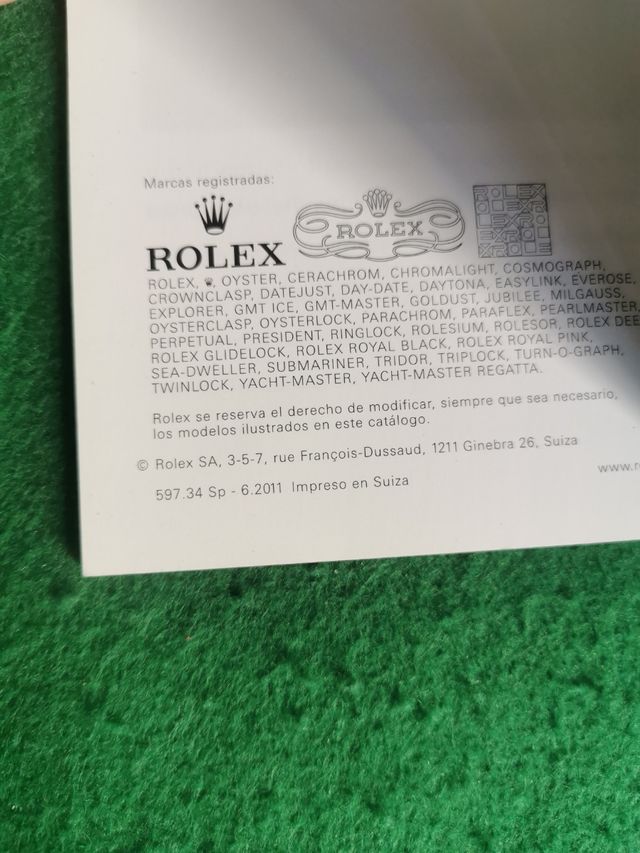 Marcas registradas:
ROLEX
ROLEX
ROLEX
ROLEX, OYSTER, CERACHROM, CHROMALIGHT, COSMOGRAPH,
CROWNCLASP, DATEJUST, DAY-DATE, DAYTONA, EASYLINK, EVEROSE,
EXPLORER, GMT ICE, GMT-MASTER, GOLDUST, JUBILEE, MILGAUSS,
OYSTERCLASP, OYSTERLOCK, PARACHROM, PARAFLEX, PEARLMASTER,
PERPETUAL, PRESIDENT, RINGLOCK, ROLESIUM, ROLESOR, ROLEX DEE
ROLEX GLIDELOCK, ROLEX ROYAL BLACK, ROLEX ROYAL PINK,
SEA-DWELLER, SUBMARINER, TRIDOR, TRIPLOCK, TURN-O-GRAPH,
TWINLOCK, YACHT-MASTER, YACHT-MASTER REGATTA.
Rolex se reserva el derecho de modificar, siempre que sea necesario,
los modelos ilustrados en este catálogo.
© Rolex SA, 3-5-7, rue François-Dussaud, 1211 Ginebra 26, Suiza
www.r
597.34 Sp - 6.2011 Impreso en Suiza